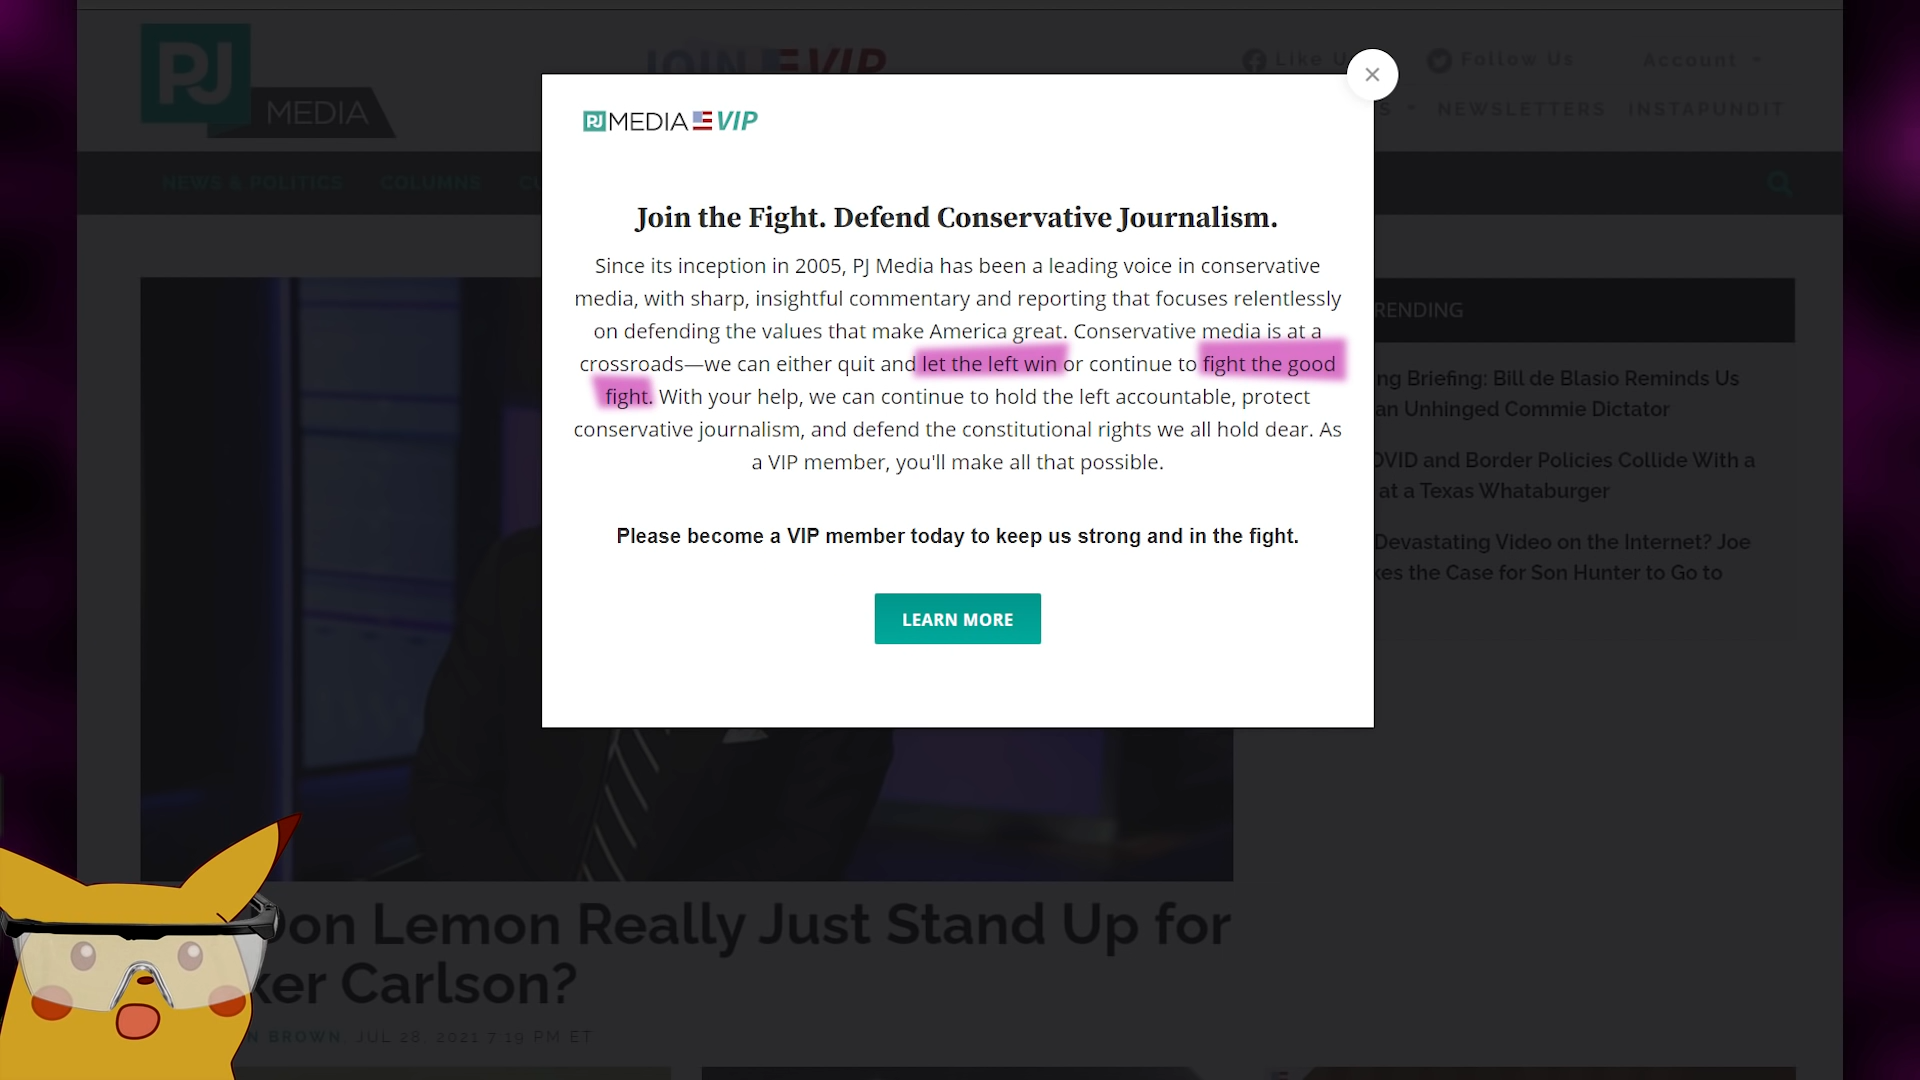 PJ
MEDIA
JOIN VIP
Like U
Follow Us
Account
S
NEWSLETTERS
INSTAPUNDIT
NEWS & POLITICS
COLUMNS
CU
PJ MEDIA VIP
Join the Fight. Defend Conservative Journalism.
Since its inception in 2005, PJ Media has been a leading voice in conservative
media, with sharp, insightful commentary and reporting that focuses relentlessly
on defending the values that make America great. Conservative media is at a
crossroads—we can either quit and let the left win or continue to fight the good
fight. With your help, we can continue to hold the left accountable, protect
conservative journalism, and defend the constitutional rights we all hold dear. As
a VIP member, you'll make all that possible.
Please become a VIP member today to keep us strong and in the fight.
LEARN MORE
RENDING
ng Briefing: Bill de Blasio Reminds Us
an Unhinged Commie Dictator
OVID and Border Policies Collide With a
at a Texas Whataburger
Devastating Video on the Internet? Joe
kes the Case for Son Hunter to Go to
Don Lemon Really Just Stand Up for
ker Carlson?
N BROWN, JUL 28, 2021 7:19 PM ET